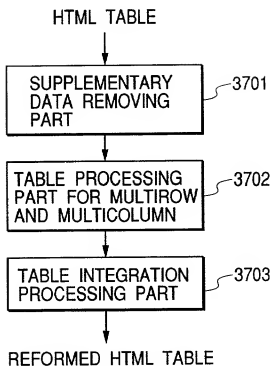 HTML TABLE
SUPPLEMENTARY
DATA REMOVING
PART
3701
TABLE PROCESSING
PART FOR MULTIROW
AND MULTICOLUMN
3702
TABLE INTEGRATION
PROCESSING PART
3703
REFORMED HTML TABLE